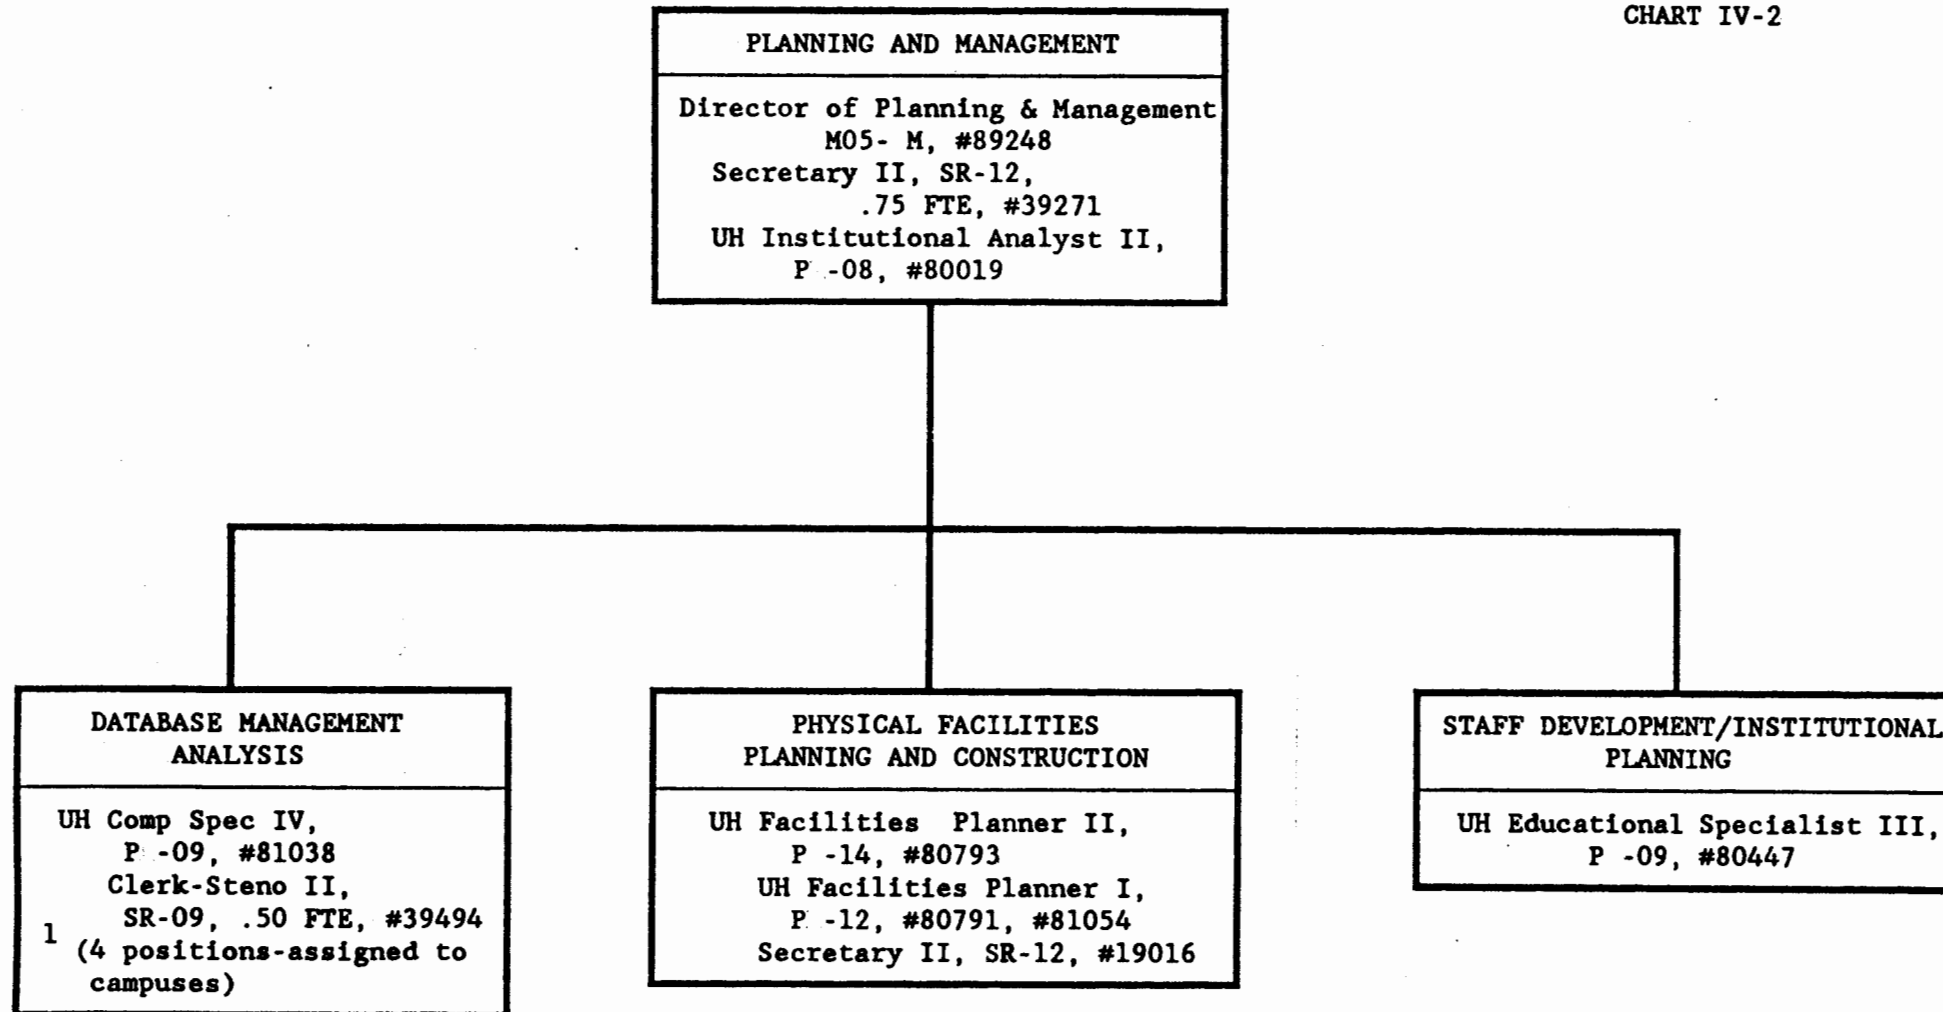 CHART IV-2
PLANNING AND MANAGEMENT
Director of Planning & Management
M05- M, #89248
Secretary II, SR-12,
.75 FTE, #39271
UH Institutional Analyst II,
P -08, #80019
DATABASE MANAGEMENT
ANALYSIS
UH Comp Spec IV,
P -09, #81038
Clerk-Steno II,
SR-09, .50 FTE, #39494
1 (4 positions-assigned to
campuses)
PHYSICAL FACILITIES
PLANNING AND CONSTRUCTION
UH Facilities Planner II,
P -14, #80793
UH Facilities Planner I,
P -12, #80791, #81054
Secretary II, SR-12, #19016
STAFF DEVELOPMENT/INSTITUTIONAL
PLANNING
UH Educational Specialist III,
P -09, #80447